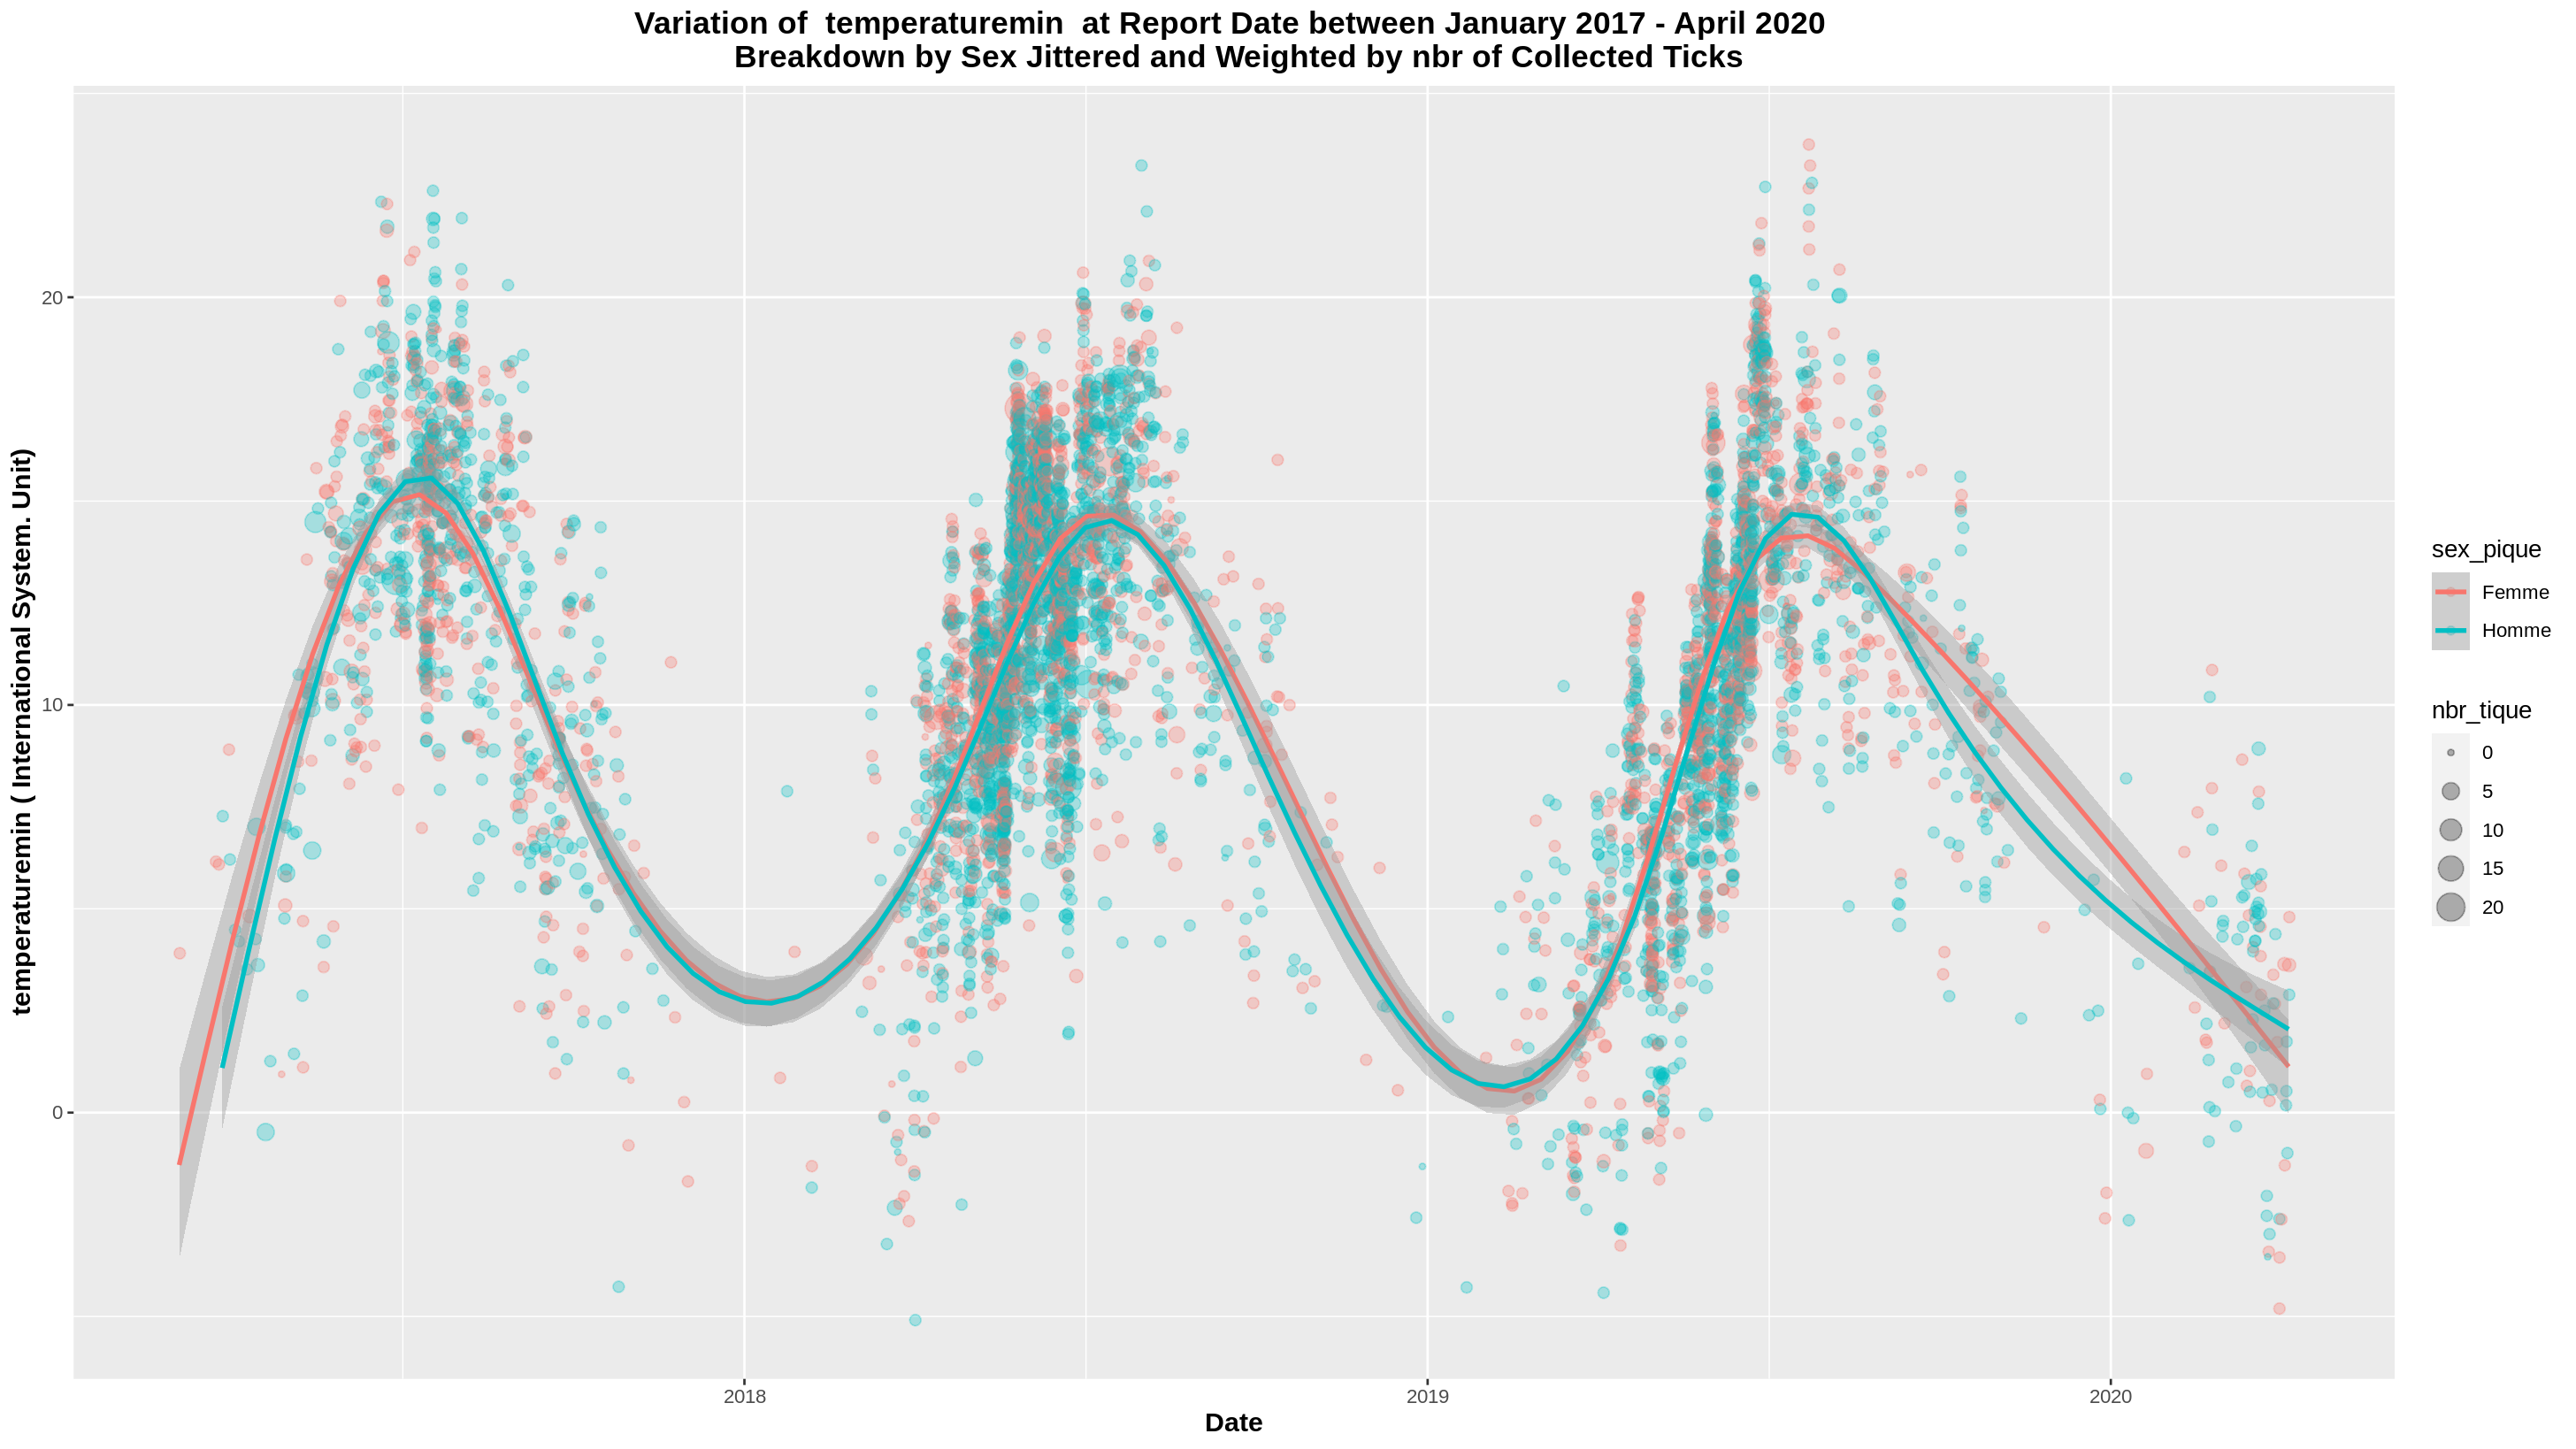 Variation of  temperaturemin  at Report Date between January 2017 - April 2020
Breakdown by Sex Jittered and Weighted by nbr of Collected Ticks
temperaturemin ( International System. Unit)
20
10
0
2018
2019
2020
Date
sex_pique
Femme
Homme
nbr_tique
0
5
10
15
20